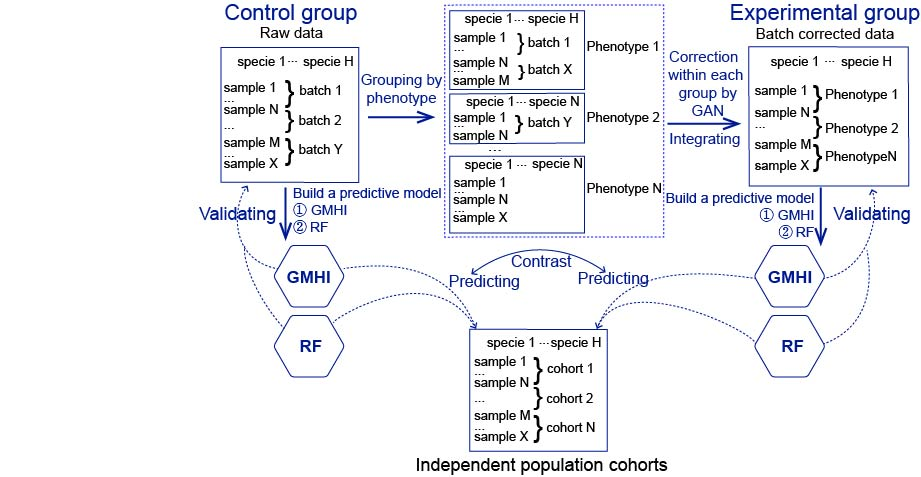 Control group
Raw data
specie 1 ··· specie H
sample 1
...
sample N
...
sample M
...
sample X
batch 1
batch 2
batch Y
Grouping by
phenotype
specie 1··· specie H
sample 1
...
sample N
sample M
batch 1
batch X
Phenotype 1
specie 1··· specie N
sample 1
...
sample N
batch Y
Phenotype 2
...
specie 1 ··· specie N
sample 1
...
sample N
...
sample X
Phenotype N
Correction
within each
group by
GAN
Integrating
Experimental group
Batch corrected data
specie 1 ··· specie H
sample 1
sample N
...
sample M
sample X
Phenotype 1
Phenotype 2
PhenotypeN
Validating
Build a predictive model
① GMHI
② RF
GMHI
RF
Build a predictive model
① GMHI
② RF
Validating
GMHI
RF
Contrast
Predicting
Predicting
specie 1 ··· specie H
sample 1
...
sample N
...
sample M
...
sample X
cohort 1
cohort 2
cohort N
Independent population cohorts